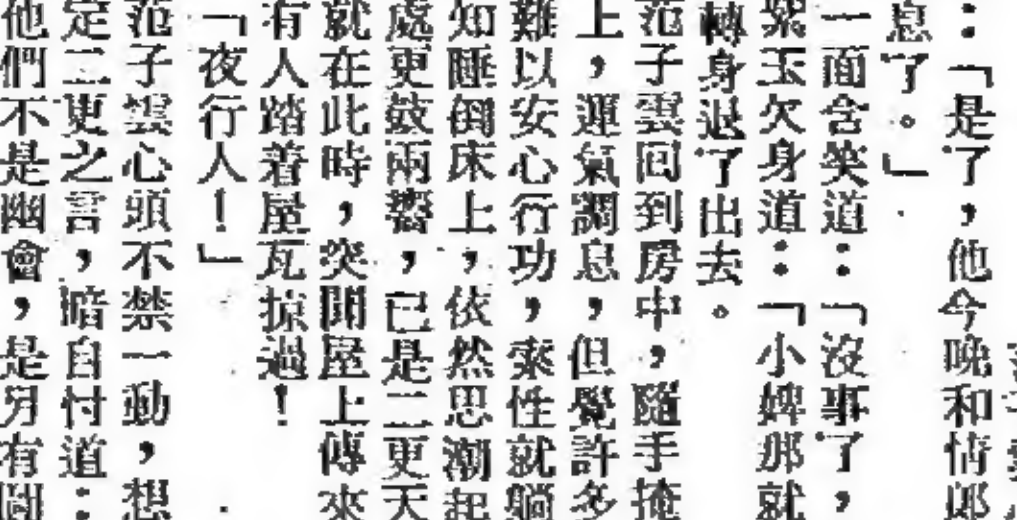 ：「是了，他今晚和情郎
息了。」
一面含笑道：「沒事了，
紫玉欠身道：「小婢那就
轉身退了出去。
范子雲回到房中，隨手掩
上，運氣調息，但覺許多
難以安心行功，索性就躺
知睡倒床上，依然思潮起
處更鼓兩響，已是二更天
就在此時，突聞屋上傳來
有人踏着屋瓦掠過！
「夜行人！」
范子雲心頭不禁一動，想
定二更之言，暗自忖道：
他們不是幽會，是另有圖